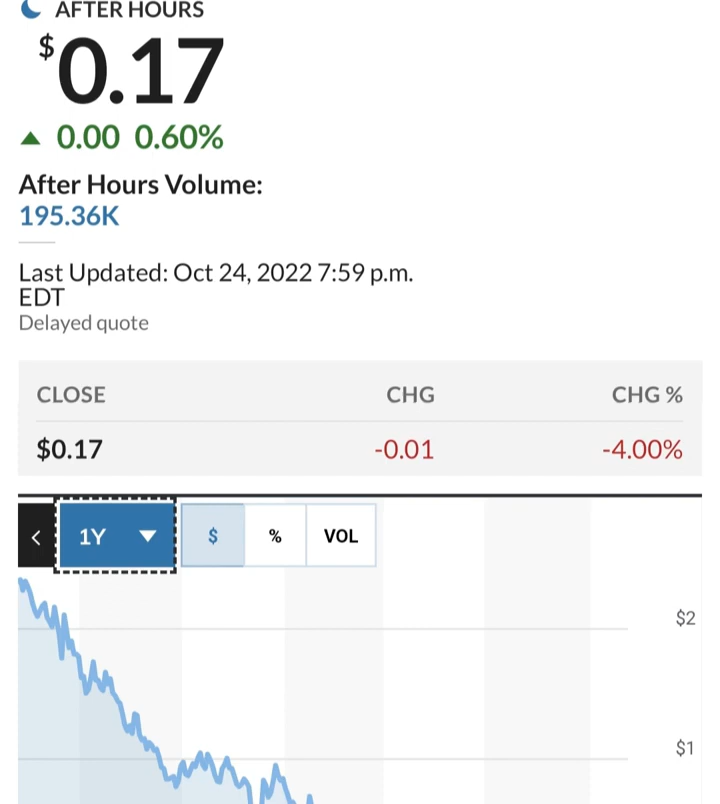 AFTER HOURS
$0.17
0.00 0.60%
After Hours Volume:
195.36K
Last Updated: Oct 24, 2022 7:59 p.m.
EDT
Delayed quote
CLOSE CHG CHG %
$0.17 -0.01 -4.00%
1Y $ % VOL
$2
$1